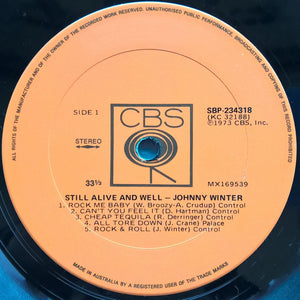 ALL RIGHTS OF THE MANUFACTURER AND OF THE OWNER OF THE RECORDED WORK RESERVED. UNAUTHORISED PUBLIC PERFORMANCE, BROADCASTING AND COPYING OF THIS RECORD PROHIBITED
CBS
SIDE 1
SBP-234318
(KC 32188)
Ⓟ1973 CBS, Inc.
STEREO
33⅓
MX169539
STILL ALIVE AND WELL — JOHNNY WINTER
1. ROCK ME BABY (W. Broozy-A. Crudup) Control
2. CAN'T YOU FEEL IT (D. Hartman) Control
3. CHEAP TEQUILA (R. Derringer) Control
4. ALL TORE DOWN (J. Crane) Palace
5. ROCK & ROLL (J. Winter) Control
MADE IN AUSTRALIA BY
REGISTERED USER OF THE TRADE MARKS